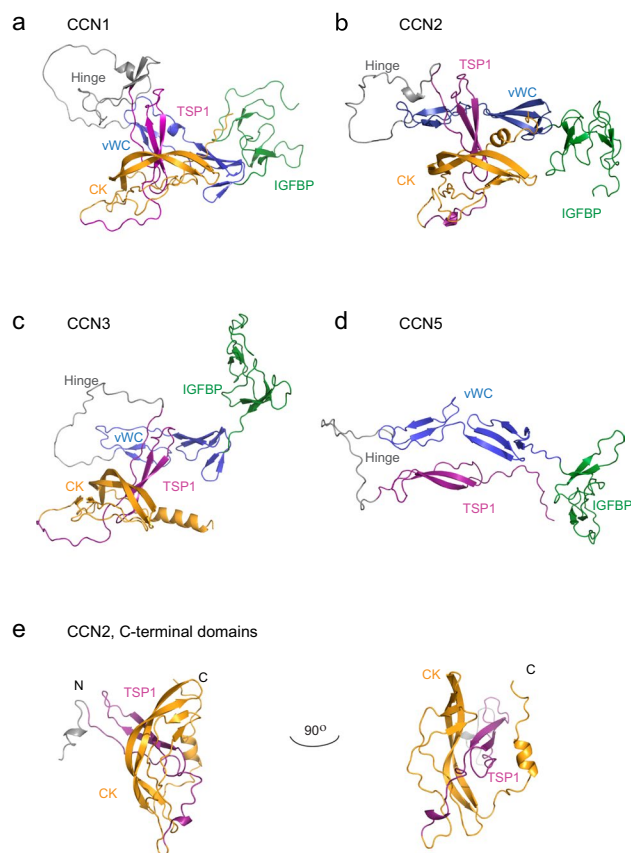 a CCN1
Hinge
TSP1
vWC
CK
IGFBP
b CCN2
Hinge
TSP1
vWC
CK
IGFBP
c CCN3
Hinge
IGFBP
vWC
CK
TSP1
d CCN5
vWC
Hinge
TSP1
IGFBP
e CCN2, C-terminal domains
N
TSP1
C
CK
90°
CK
C
TSP1